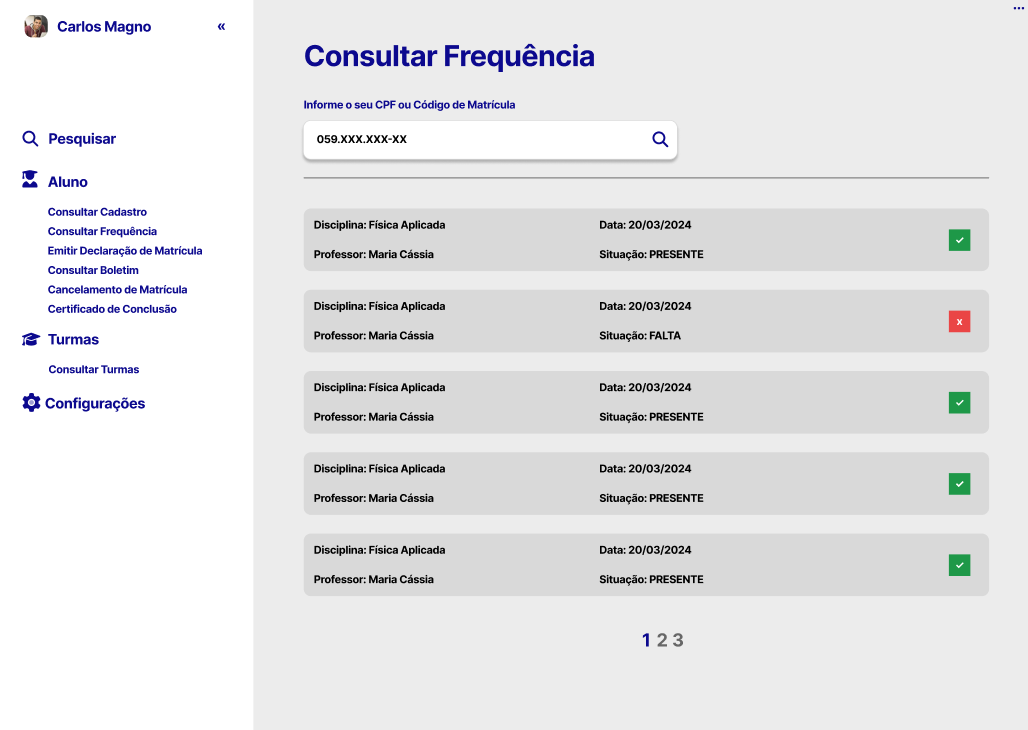 Carlos Magno «
...
Pesquisar
Aluno
Consultar Cadastro
Consultar Frequência
Emitir Declaração de Matrícula
Consultar Boletim
Cancelamento de Matrícula
Certificado de Conclusão
Turmas
Consultar Turmas
Configurações
Consultar Frequência
Informe o seu CPF ou Código de Matrícula
059.XXX.XXX-XX
Disciplina: Física Aplicada Data: 20/03/2024
Professor: Maria Cássia Situação: PRESENTE
Disciplina: Física Aplicada Data: 20/03/2024
Professor: Maria Cássia Situação: FALTA
x
Disciplina: Física Aplicada Data: 20/03/2024
Professor: Maria Cássia Situação: PRESENTE
Disciplina: Física Aplicada Data: 20/03/2024
Professor: Maria Cássia Situação: PRESENTE
Disciplina: Física Aplicada Data: 20/03/2024
Professor: Maria Cássia Situação: PRESENTE
1 2 3